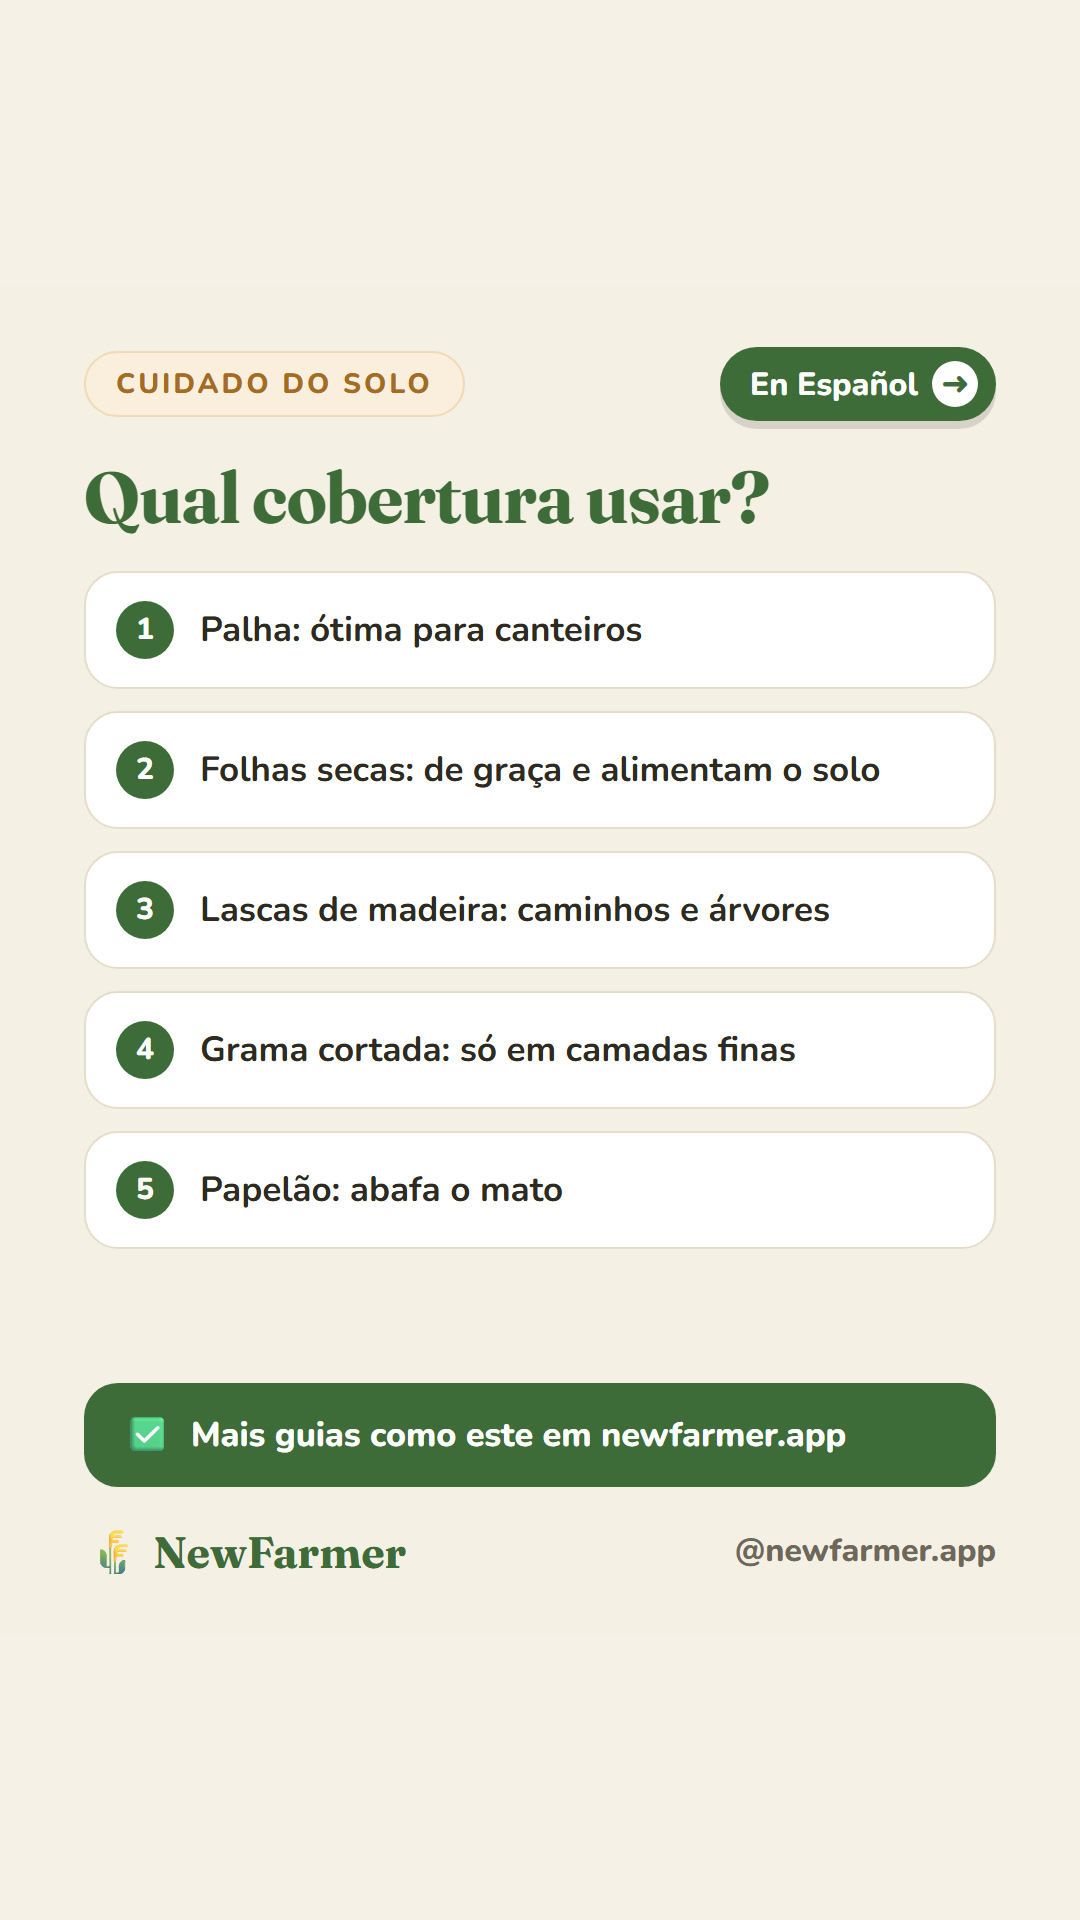 CUIDADO DO SOLO
En Español
Qual cobertura usar?
1 Palha: ótima para canteiros
2 Folhas secas: de graça e alimentam o solo
3 Lascas de madeira: caminhos e árvores
4 Grama cortada: só em camadas finas
5 Papelão: abafa o mato
Mais guias como este em newfarmer.app
NewFarmer
@newfarmer.app